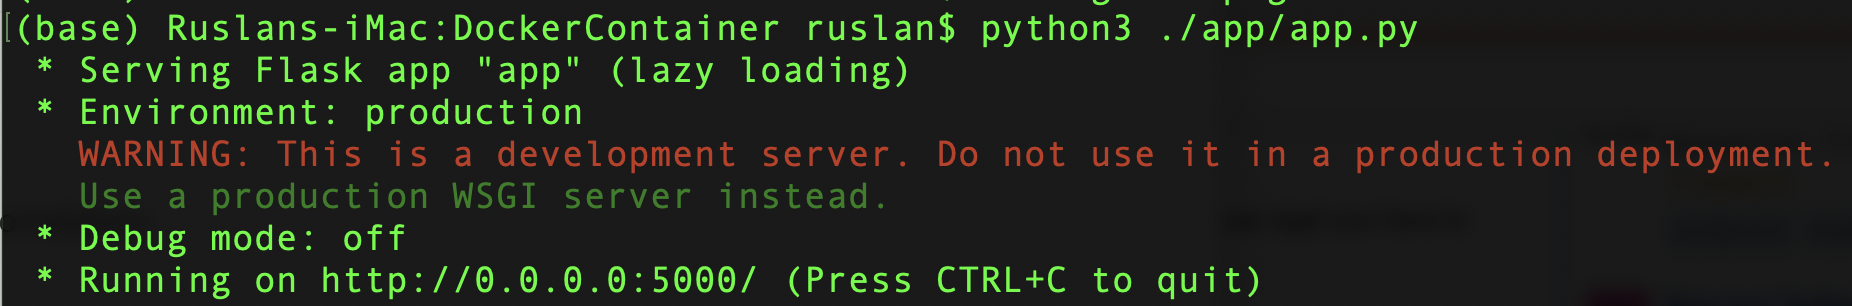 (base) Ruslans-iMac:DockerContainer ruslan$ python3 ./app/app.py
 * Serving Flask app "app" (lazy loading)
 * Environment: production
   WARNING: This is a development server. Do not use it in a production deployment.
   Use a production WSGI server instead.
 * Debug mode: off
 * Running on http://0.0.0.0:5000/ (Press CTRL+C to quit)